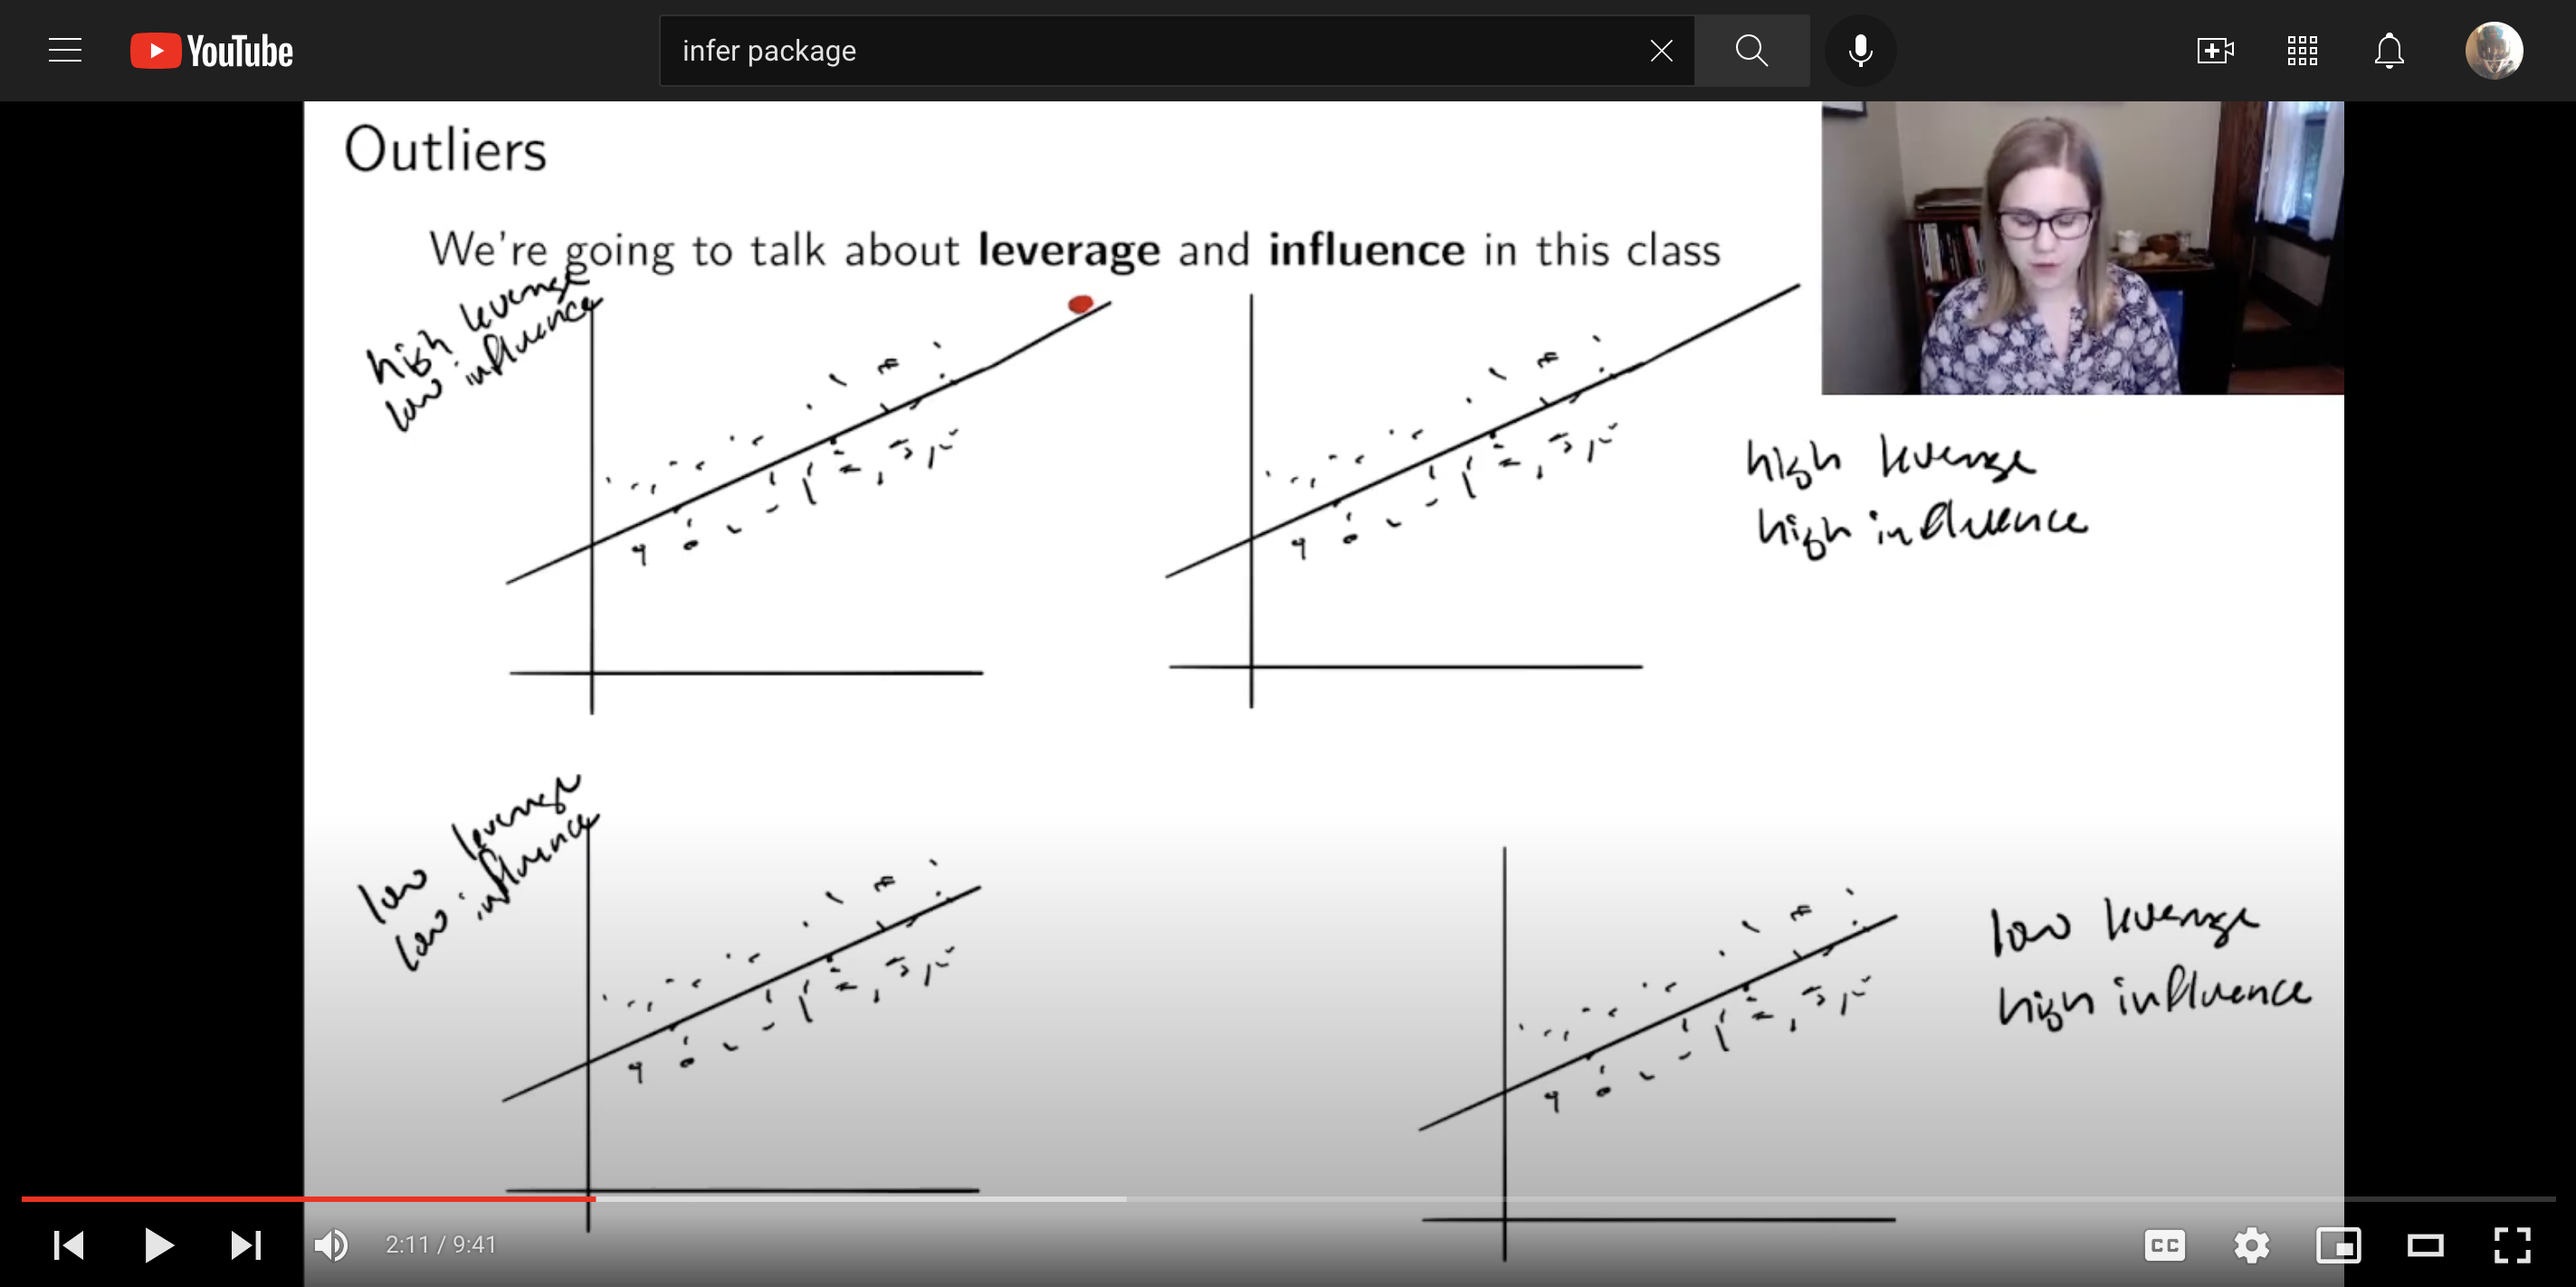 YouTube
infer package
Outliers
We're going to talk about leverage and influence in this class
high leverage
low influence
high leverage
high influence
low leverage
low influence
low leverage
high influence
2:11 / 9:41
CC